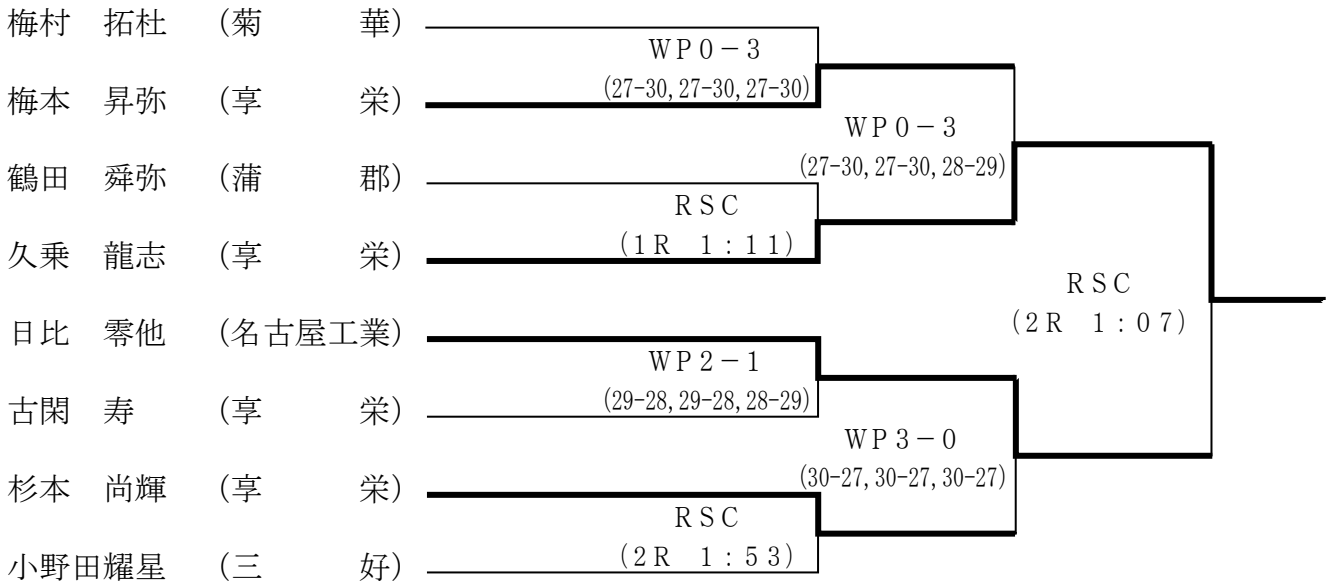 梅村 拓杜 (菊 華)
WP0-3
(27-30,27-30,27-30)
梅本 昇弥 (享 栄)
WP0-3
(27-30,27-30,28-29)
鶴田 舜弥 (蒲 郡)
RSC
(1R 1:11)
久乗 龍志 (享 栄)
RSC
(2R 1:07)
日比 零他 (名古屋工業)
WP2-1
(29-28,29-28,28-29)
古閑 寿 (享 栄)
WP3-0
(30-27,30-27,30-27)
杉本 尚輝 (享 栄)
RSC
(2R 1:53)
小野田耀星 (三 好)